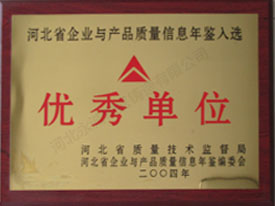 河北省企业与产品质量信息年鉴入选
优秀单位
河北省质量技术监督局
河北省企业与产品质量信息年鉴编委会
二〇〇四年